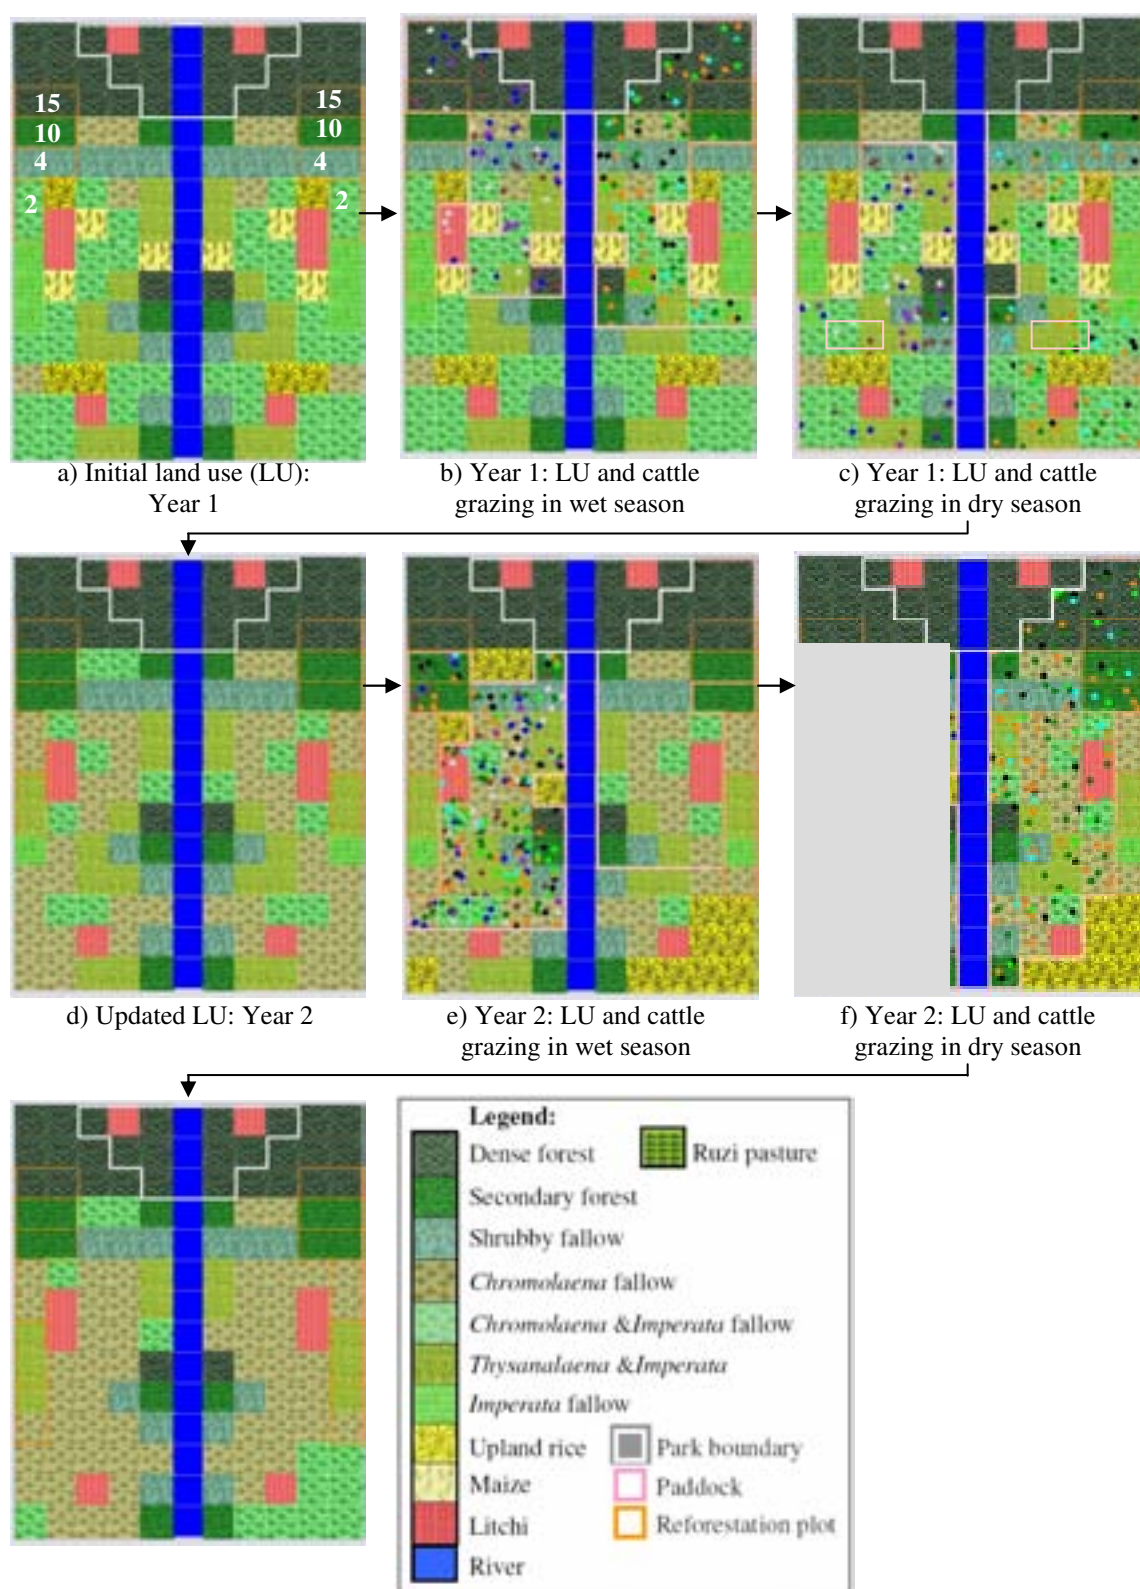 15
15
10
10
4
4
2
2
a) Initial land use (LU):
Year 1
b) Year 1: LU and cattle
grazing in wet season
c) Year 1: LU and cattle
grazing in dry season
d) Updated LU: Year 2
e) Year 2: LU and cattle
grazing in wet season
f) Year 2: LU and cattle
grazing in dry season
Legend:
Dense forest
Ruzi pasture
Secondary forest
Shrubby fallow
Chromolaena fallow
Chromolaena &Imperata fallow
Thysanalaena &Imperata
Imperata fallow
Upland rice
Park boundary
Maize
Paddock
Litchi
Reforestation plot
River